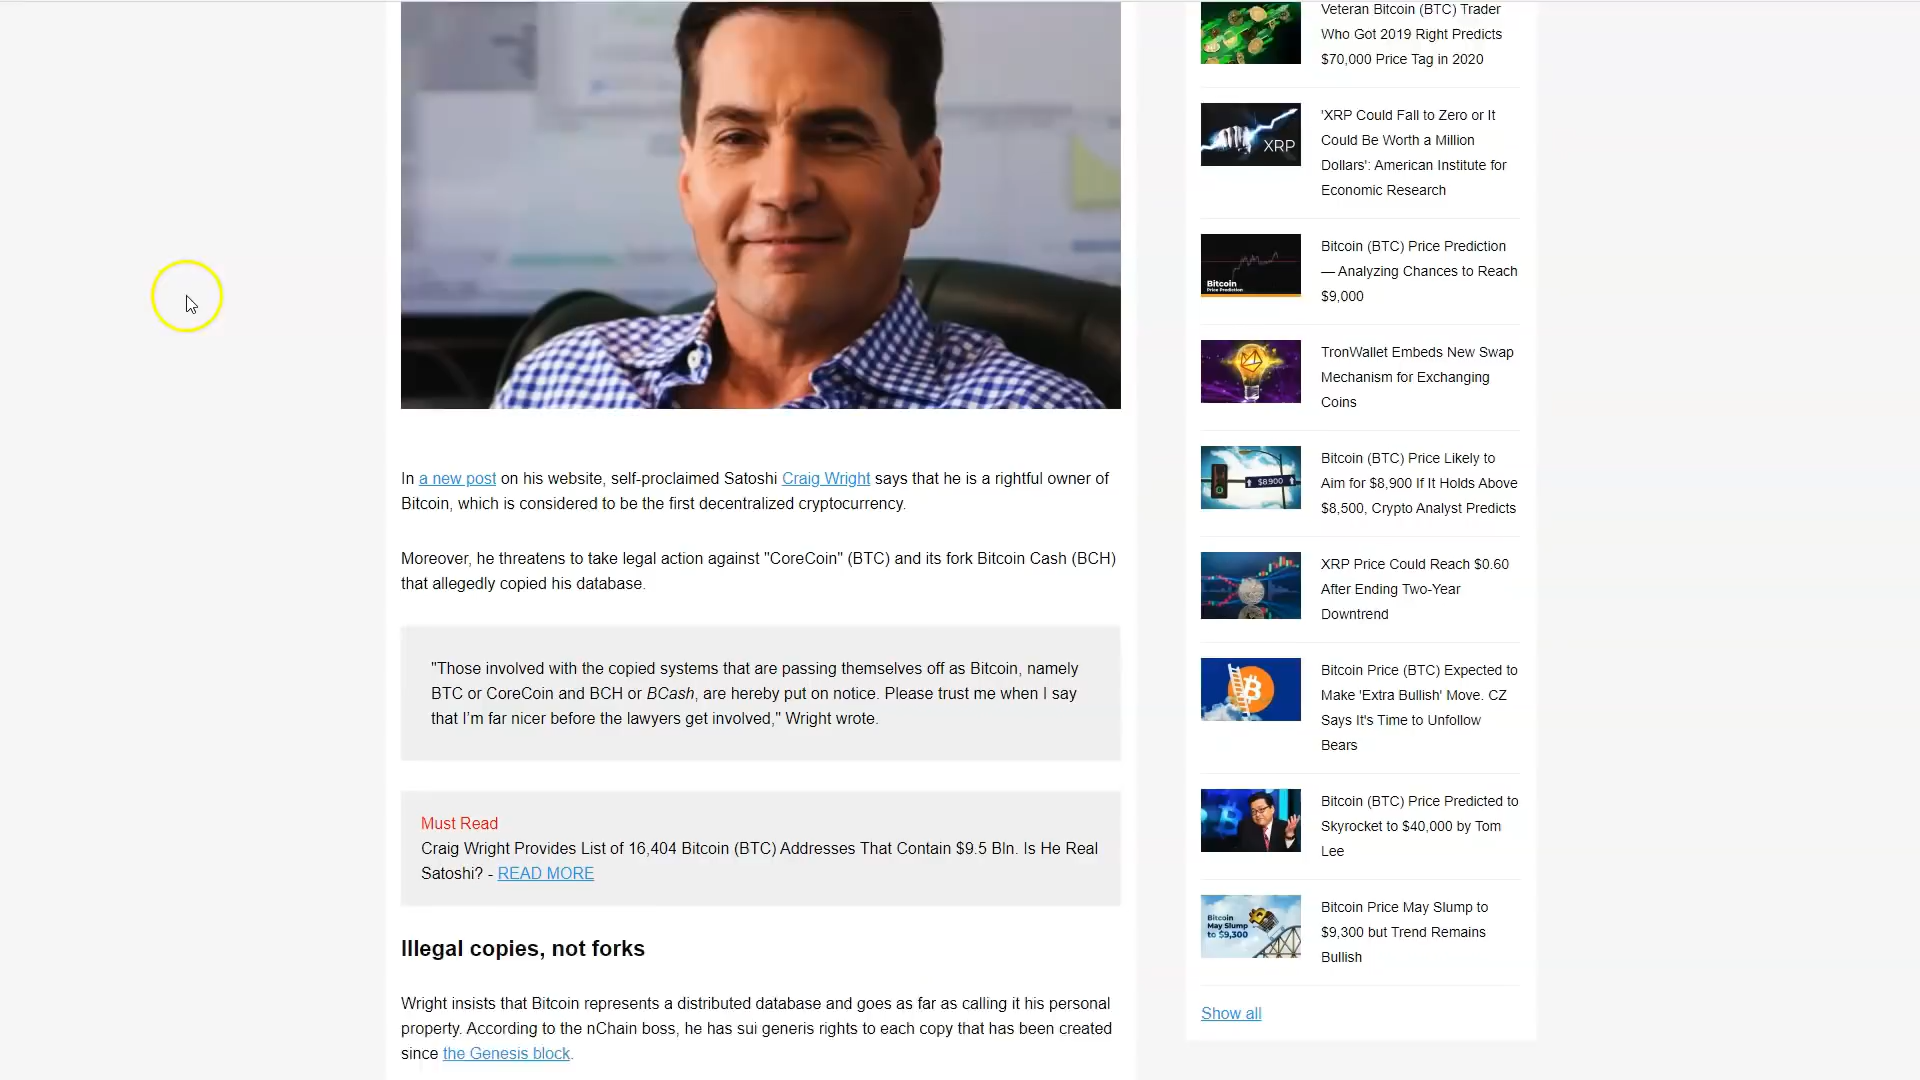 In a new post on his website, self-proclaimed Satoshi Craig Wright says that he is a rightful owner of
Bitcoin, which is considered to be the first decentralized cryptocurrency.
Moreover, he threatens to take legal action against "CoreCoin" (BTC) and its fork Bitcoin Cash (BCH)
that allegedly copied his database.
"Those involved with the copied systems that are passing themselves off as Bitcoin, namely
BTC or CoreCoin and BCH or BCash, are hereby put on notice. Please trust me when I say
that I’m far nicer before the lawyers get involved," Wright wrote.
Must Read
Craig Wright Provides List of 16,404 Bitcoin (BTC) Addresses That Contain $9.5 Bln. Is He Real
Satoshi? - READ MORE
Illegal copies, not forks
Wright insists that Bitcoin represents a distributed database and goes as far as calling it his personal
property. According to the nChain boss, he has sui generis rights to each copy that has been created
since the Genesis block.
Veteran Bitcoin (BTC) Trader
Who Got 2019 Right Predicts
$70,000 Price Tag in 2020
XRP
'XRP Could Fall to Zero or It
Could Be Worth a Million
Dollars': American Institute for
Economic Research
Bitcoin
Price Prediction
Bitcoin (BTC) Price Prediction
— Analyzing Chances to Reach
$9,000
TronWallet Embeds New Swap
Mechanism for Exchanging
Coins
$8900
Bitcoin (BTC) Price Likely to
Aim for $8,900 If It Holds Above
$8,500, Crypto Analyst Predicts
XRP Price Could Reach $0.60
After Ending Two-Year
Downtrend
Bitcoin Price (BTC) Expected to
Make 'Extra Bullish' Move. CZ
Says It's Time to Unfollow
Bears
Bitcoin (BTC) Price Predicted to
Skyrocket to $40,000 by Tom
Lee
Bitcoin
May Slump
to $9,300
Bitcoin Price May Slump to
$9,300 but Trend Remains
Bullish
Show all